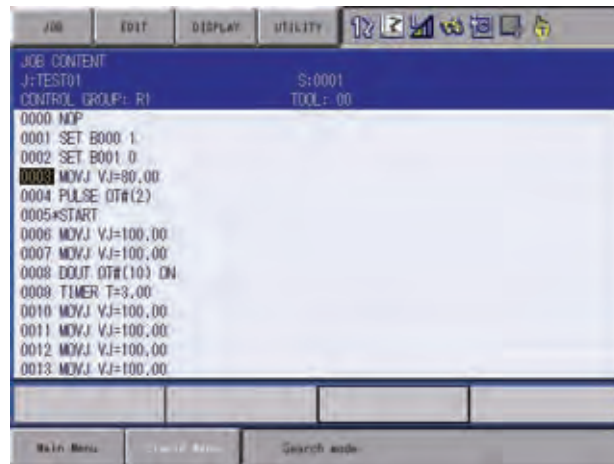 JOB EDIT DISPLAY UTILITY
JOB CONTENT
J:TEST01 S:0001
CONTROL GROUP: R1 TOOL: 00
0000 NOP
0001 SET B000 1
0002 SET B001 0
0003 MOVJ VJ=80.00
0004 PULSE OT#(2)
0005*START
0006 MOVJ VJ=100.00
0007 MOVJ VJ=100.00
0008 DOUT OT#(10) ON
0009 TIMER T=3.00
0010 MOVJ VJ=100.00
0011 MOVJ VJ=100.00
0012 MOVJ VJ=100.00
0013 MOVJ VJ=100.00
Main Menu Simple Menu Search mode